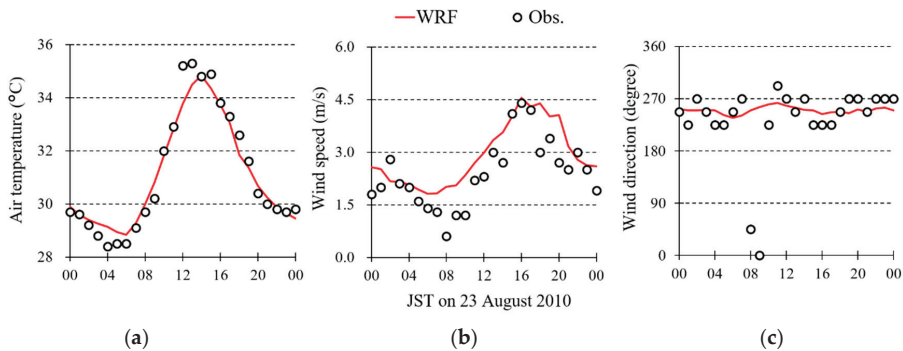 WRF Obs.
Air temperature (°C)
36
34
32
30
28
00 04 08 12 16 20 00
(a)
Wind speed (m/s)
6.0
4.5
3.0
1.5
0.0
00 04 08 12 16 20 00
JST on 23 August 2010
(b)
Wind direction (degree)
360
270
180
90
0
00 04 08 12 16 20 00
(c)